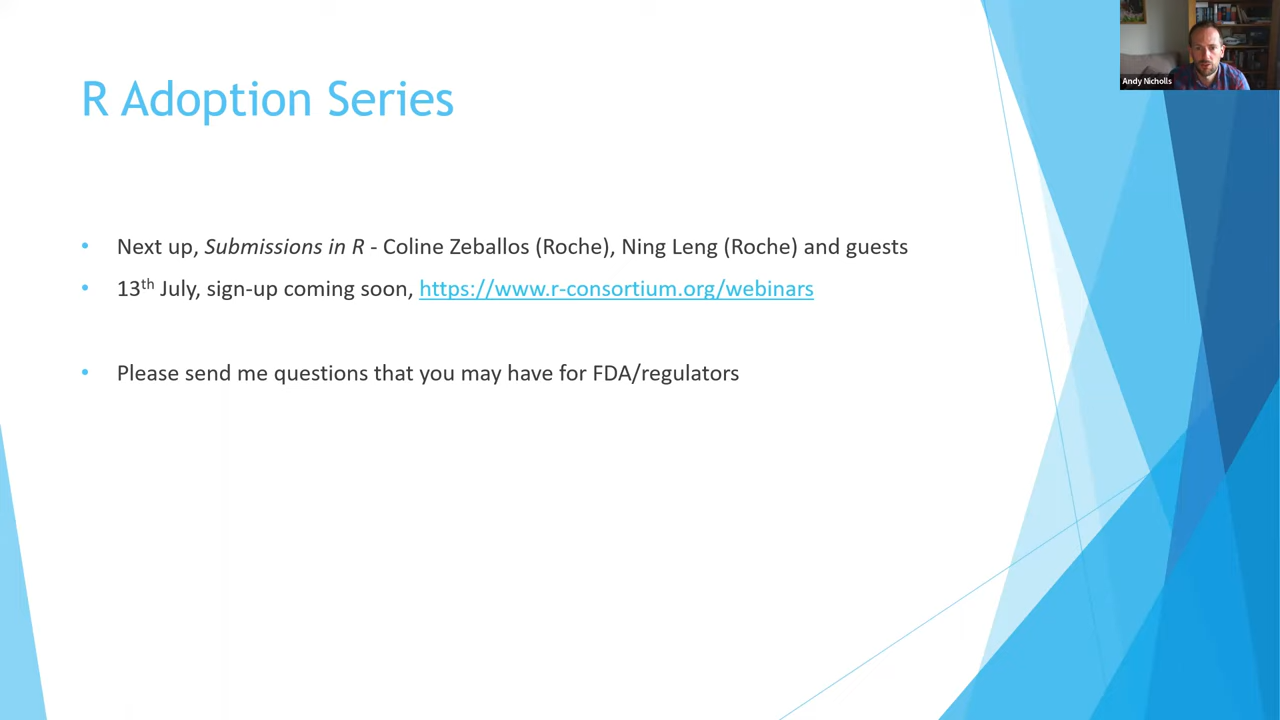 R Adoption Series
• Next up, Submissions in R - Coline Zeballos (Roche), Ning Leng (Roche) and guests
• 13th July, sign-up coming soon, https://www.r-consortium.org/webinars
• Please send me questions that you may have for FDA/regulators
Andy Nicholls